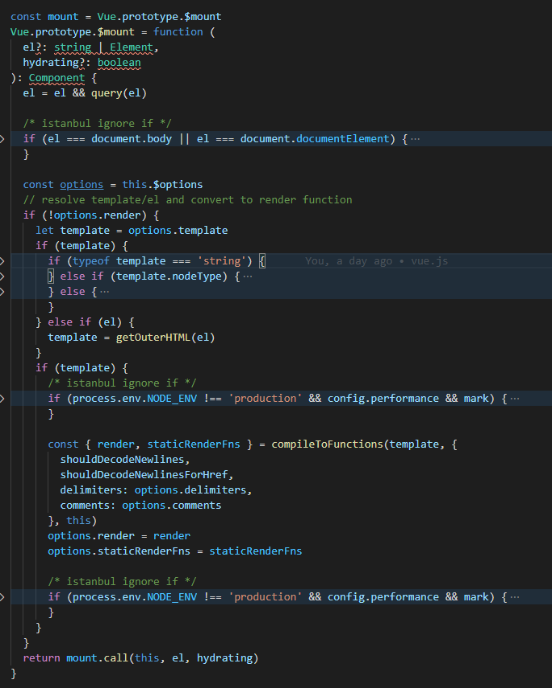 const mount = Vue.prototype.$mount
Vue.prototype.$mount = function (
  el?: string | Element,
  hydrating?: boolean
): Component {
  el = el && query(el)

  /* istanbul ignore if */
  if (el === document.body || el === document.documentElement) {···
  }

  const options = this.$options
  // resolve template/el and convert to render function
  if (!options.render) {
    let template = options.template
    if (template) {
      if (typeof template === 'string') {      You, a day ago • vue.js
      } else if (template.nodeType) {···
      } else {···
      }
    } else if (el) {
      template = getOuterHTML(el)
    }
    if (template) {
      /* istanbul ignore if */
      if (process.env.NODE_ENV !== 'production' && config.performance && mark) {···
      }

      const { render, staticRenderFns } = compileToFunctions(template, {
        shouldDecodeNewlines,
        shouldDecodeNewlinesForHref,
        delimiters: options.delimiters,
        comments: options.comments
      }, this)
      options.render = render
      options.staticRenderFns = staticRenderFns

      /* istanbul ignore if */
      if (process.env.NODE_ENV !== 'production' && config.performance && mark) {···
      }
    }
  }
  return mount.call(this, el, hydrating)
}